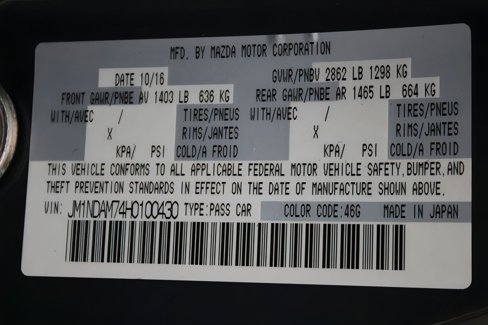 MFD. BY MAZDA MOTOR CORPORATION
DATE 10/16 GVWR/PNBV 2862 LB 1298 KG
FRONT GAWR/PNBE AV 1403 LB 636 KG REAR GAWR/PNBE AR 1465 LB 664 KG
WITH/AVEC / TIRES/PNEUS WITH/AVEC / TIRES/PNEUS
X RIMS/JANTES X RIMS/JANTES
KPA/ PSI COLD/A FROID KPA/ PSI COLD/A FROID
THIS VEHICLE CONFORMS TO ALL APPLICABLE FEDERAL MOTOR VEHICLE SAFETY, BUMPER, AND
THEFT PREVENTION STANDARDS IN EFFECT ON THE DATE OF MANUFACTURE SHOWN ABOVE.
VIN: JM1NDAM74H0100430 TYPE:PASS CAR COLOR CODE:46G MADE IN JAPAN